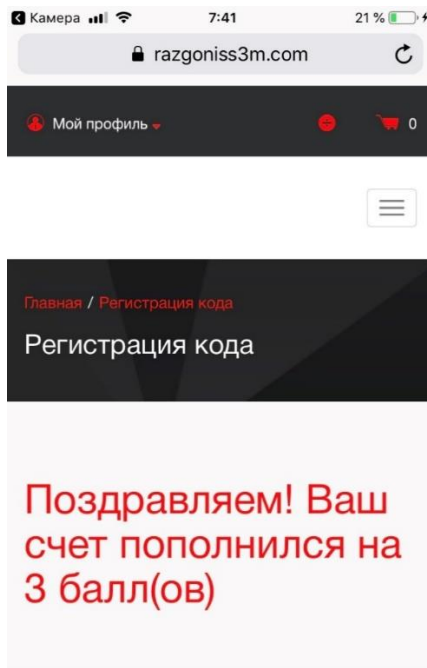 Камера 7:41 21 %
razgoniss3m.com
Мой профиль 0
Главная / Регистрация кода
Регистрация кода
Поздравляем! Ваш
счет пополнился на
3 балл(ов)